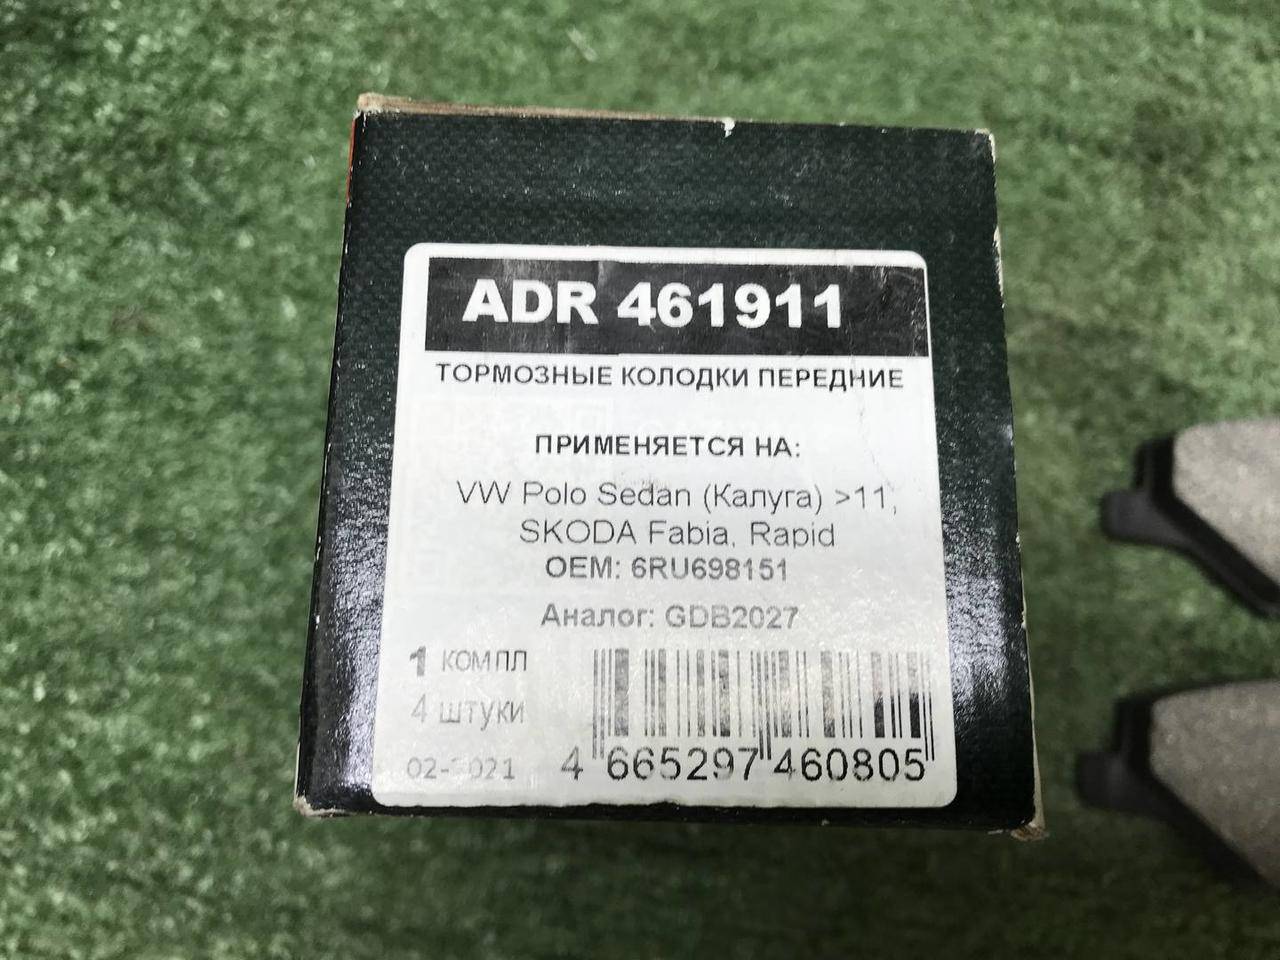 ADR 461911
ТОРМОЗНЫЕ КОЛОДКИ ПЕРЕДНИЕ
ПРИМЕНЯЕТСЯ НА:
VW Polo Sedan (Калуга) >11,
SKODA Fabia, Rapid
OEM: 6RU698151
Аналог: GDB2027
1 компл
4 штуки
02-2021
4 665297 460805